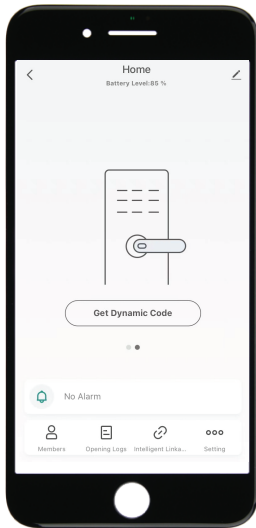 Home
Battery Level:85 %
Get Dynamic Code
No Alarm
Members Opening Logs Intelligent Linka... Setting